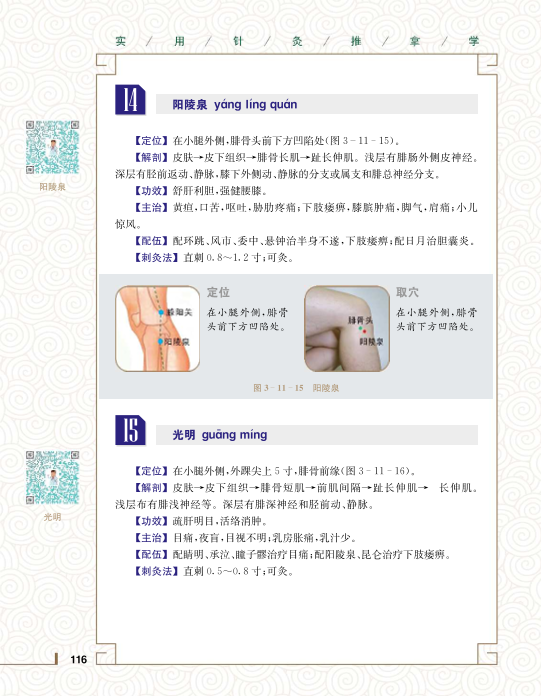 实 / 用 / 针 / 灸 / 推 / 拿 / 学
14
阳陵泉 yáng líng quán
【定位】在小腿外侧,腓骨头前下方凹陷处(图 3-11-15)。
【解剖】皮肤→皮下组织→腓骨长肌→趾长伸肌。浅层有腓肠外侧皮神经。
深层有胫前返动、静脉,膝下外侧动、静脉的分支或属支和腓总神经分支。
阳陵泉
【功效】舒肝利胆,强健腰膝。
【主治】黄疸,口苦,呕吐,胁肋疼痛;下肢痿痹,膝膑肿痛,脚气,肩痛;小儿
惊风。
【配伍】配环跳、风市、委中、悬钟治半身不遂,下肢痿痹;配日月治胆囊炎。
【刺灸法】直刺 0.8～1.2 寸;可灸。
膝阳关
阳陵泉
定位
在小腿外侧,腓骨
头前下方凹陷处。
腓骨头
阳陵泉
取穴
在小腿外侧,腓骨
头前下方凹陷处。
图 3-11-15 阳陵泉
15
光明 guāng míng
【定位】在小腿外侧,外踝尖上 5 寸,腓骨前缘(图 3-11-16)。
【解剖】皮肤→皮下组织→腓骨短肌→前肌间隔→趾长伸肌→ 长伸肌。
浅层布有腓浅神经等。深层有腓深神经和胫前动、静脉。
光明
【功效】疏肝明目,活络消肿。
【主治】目痛,夜盲,目视不明;乳房胀痛,乳汁少。
【配伍】配睛明、承泣、瞳子髎治疗目痛;配阳陵泉、昆仑治疗下肢痿痹。
【刺灸法】直刺 0.5～0.8 寸;可灸。
116